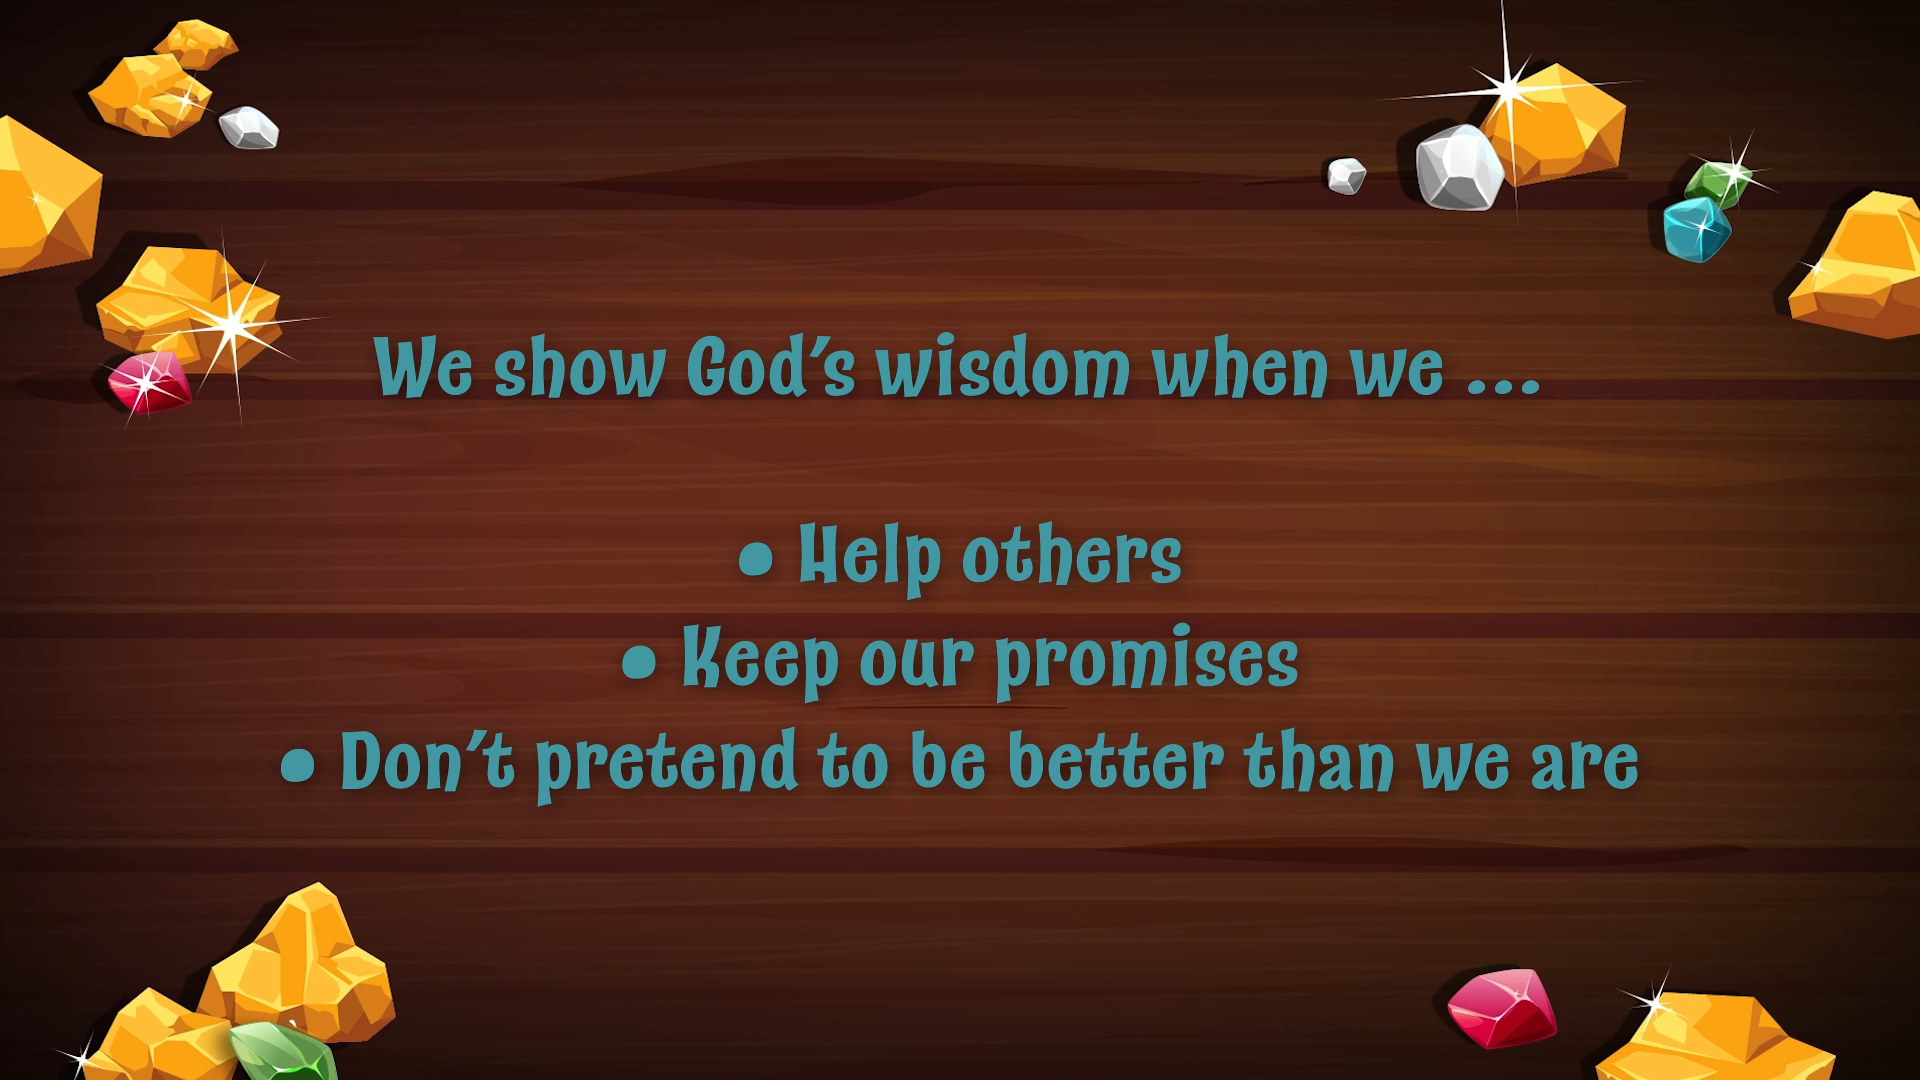 We show God's wisdom when we ...
• Help others
• Keep our promises
• Don't pretend to be better than we are